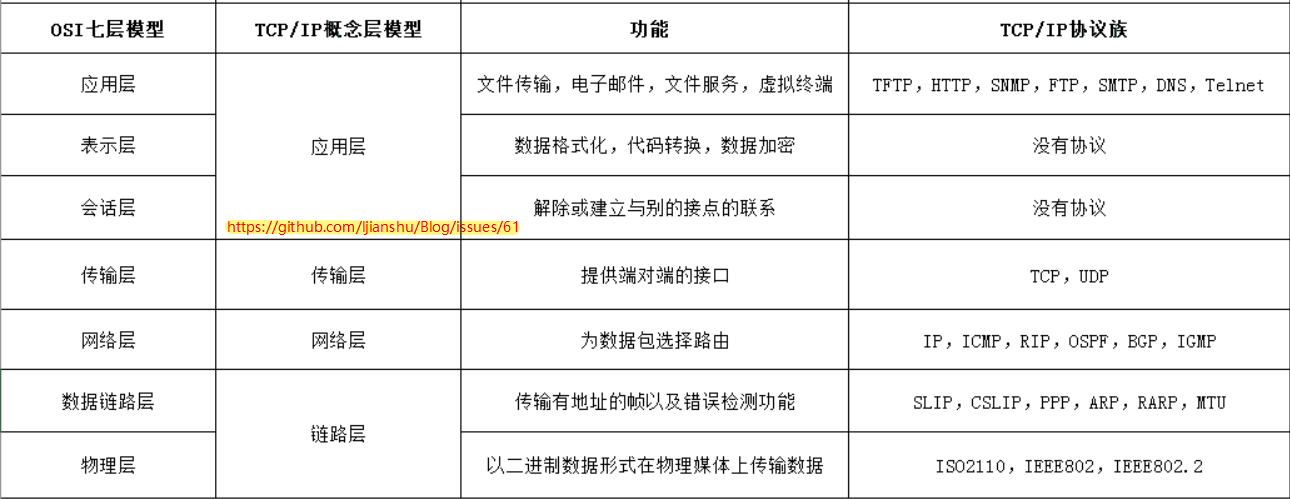 OSI七层模型 TCP/IP概念层模型 功能 TCP/IP协议族
应用层 文件传输，电子邮件，文件服务，虚拟终端 TFTP，HTTP，SNMP，FTP，SMTP，DNS，Telnet
表示层 应用层 数据格式化，代码转换，数据加密 没有协议
会话层 解除或建立与别的接点的联系 没有协议
https://github.com/ljianshu/Blog/issues/61
传输层 传输层 提供端对端的接口 TCP，UDP
网络层 网络层 为数据包选择路由 IP，ICMP，RIP，OSPF，BGP，IGMP
数据链路层 传输有地址的帧以及错误检测功能 SLIP，CSLIP，PPP，ARP，RARP，MTU
链路层
物理层 以二进制数据形式在物理媒体上传输数据 ISO2110，IEEE802，IEEE802.2